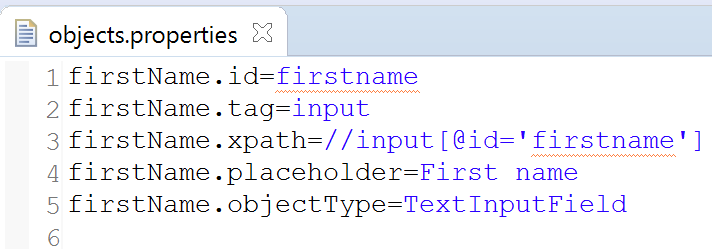 objects.properties
1 firstName.id=firstname
2 firstName.tag=input
3 firstName.xpath=//input[@id='firstname']
4 firstName.placeholder=First name
5 firstName.objectType=TextInputField
6